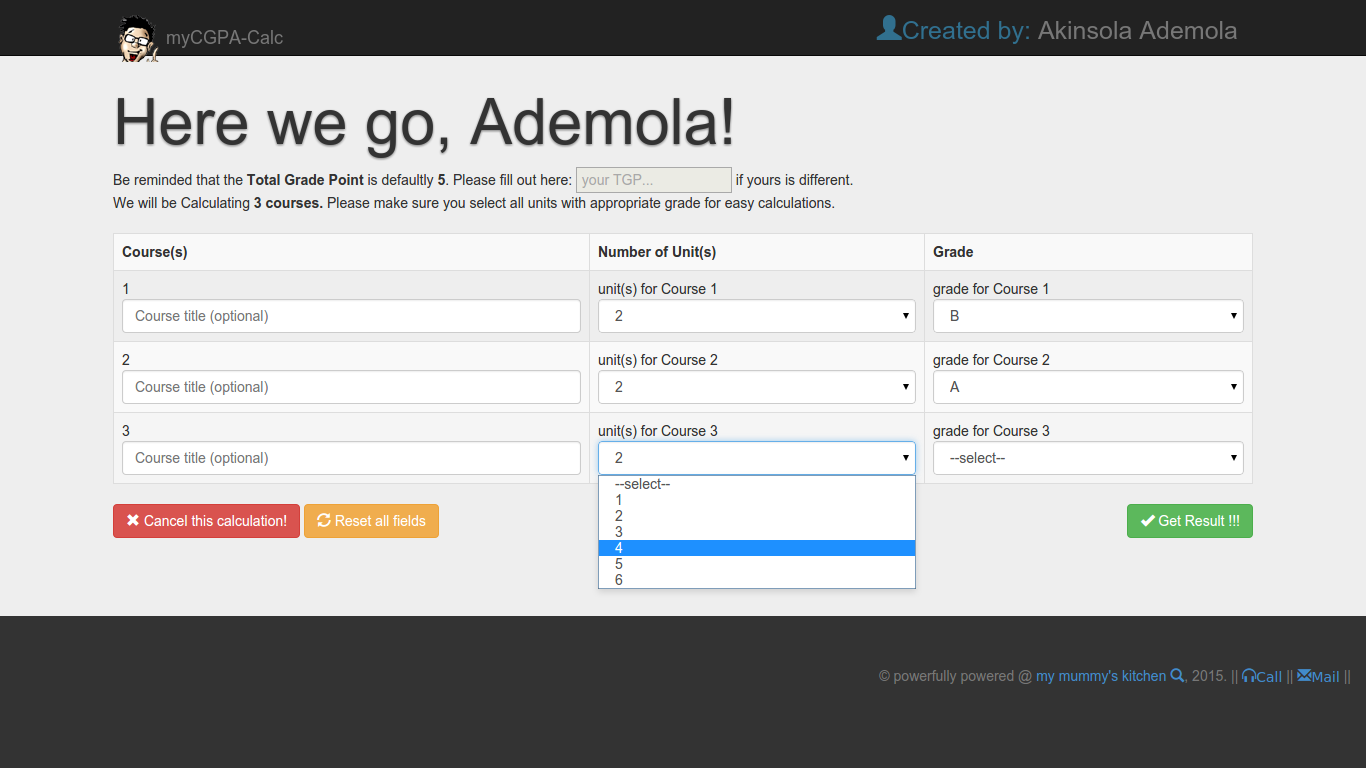 myCGPA-Calc
Created by: Akinsola Ademola
Here we go, Ademola!
Be reminded that the Total Grade Point is defaultly 5. Please fill out here: your TGP... if yours is different.
We will be Calculating 3 courses. Please make sure you select all units with appropriate grade for easy calculations.
Course(s) Number of Unit(s) Grade
1 unit(s) for Course 1 grade for Course 1
Course title (optional) 2 B
2 unit(s) for Course 2 grade for Course 2
Course title (optional) 2 A
3 unit(s) for Course 3 grade for Course 3
Course title (optional) 2 --select--
--select--
1
2
3
4
5
6
Cancel this calculation! Reset all fields Get Result !!!
© powerfully powered @ my mummy's kitchen , 2015. || Call || Mail ||